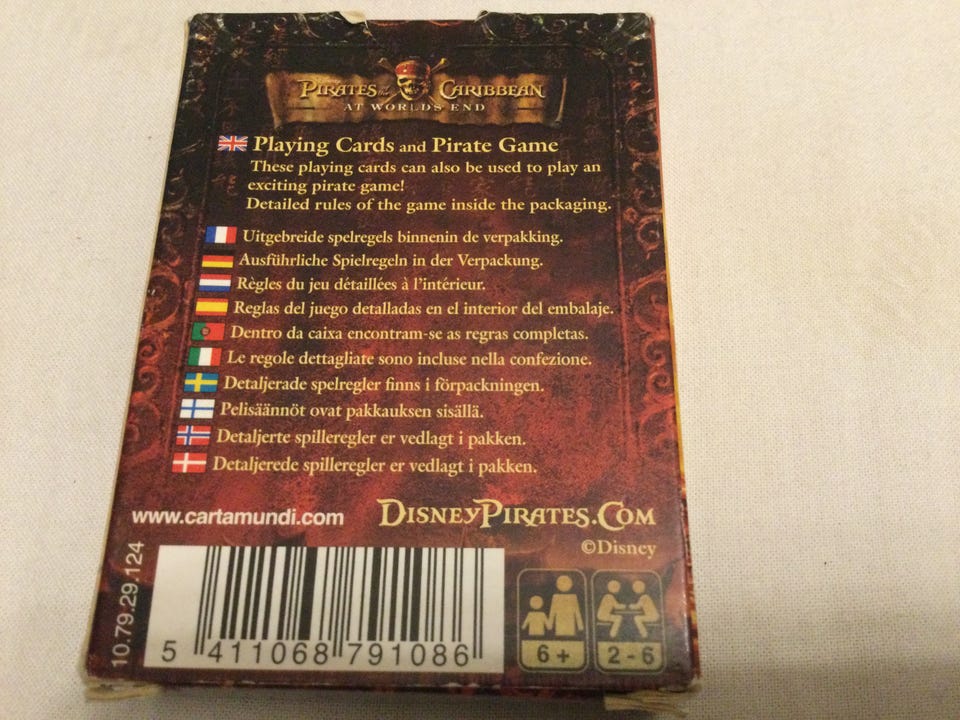 PIRATES of the CARIBBEAN
AT WORLD'S END
Playing Cards and Pirate Game
These playing cards can also be used to play an
exciting pirate game!
Detailed rules of the game inside the packaging.
Uitgebreide spelregels binnenin de verpakking.
Ausführliche Spielregeln in der Verpackung.
Règles du jeu détaillées à l'intérieur.
Reglas del juego detalladas en el interior del embalaje.
Dentro da caixa encontram-se as regras completas.
Le regole dettagliate sono incluse nella confezione.
Detaljerade spelregler finns i förpackningen.
Pelisäännöt ovat pakkauksen sisällä.
Detaljerte spilleregler er vedlagt i pakken.
Detaljerede spilleregler er vedlagt i pakken.
www.cartamundi.com DISNEYPIRATES.COM
©Disney
10.79.29.124
5 411068 791086
6+ 2-6